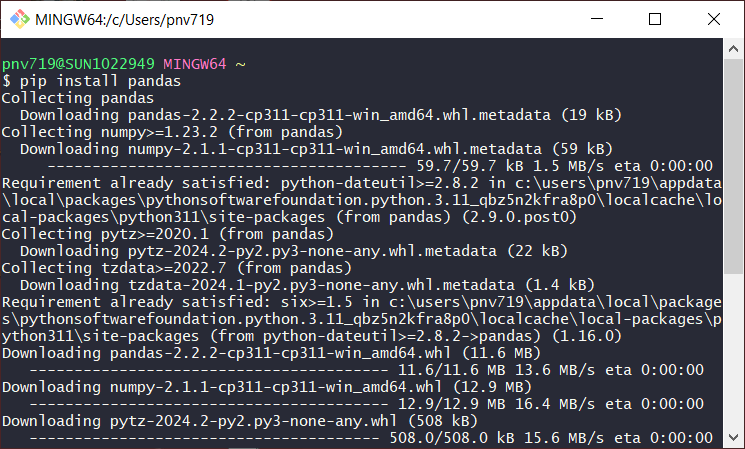 MINGW64:/c/Users/pnv719
pnv719@SUN1022949 MINGW64 ~
$ pip install pandas
Collecting pandas
  Downloading pandas-2.2.2-cp311-cp311-win_amd64.whl.metadata (19 kB)
Collecting numpy>=1.23.2 (from pandas)
  Downloading numpy-2.1.1-cp311-cp311-win_amd64.whl.metadata (59 kB)
     ---------------------------------------- 59.7/59.7 kB 1.5 MB/s eta 0:00:00
Requirement already satisfied: python-dateutil>=2.8.2 in c:\users\pnv719\appdata
\local\packages\pythonsoftwarefoundation.python.3.11_qbz5n2kfra8p0\localcache\lo
cal-packages\python311\site-packages (from pandas) (2.9.0.post0)
Collecting pytz>=2020.1 (from pandas)
  Downloading pytz-2024.2-py2.py3-none-any.whl.metadata (22 kB)
Collecting tzdata>=2022.7 (from pandas)
  Downloading tzdata-2024.1-py2.py3-none-any.whl.metadata (1.4 kB)
Requirement already satisfied: six>=1.5 in c:\users\pnv719\appdata\local\package
s\pythonsoftwarefoundation.python.3.11_qbz5n2kfra8p0\localcache\local-packages\p
ython311\site-packages (from python-dateutil>=2.8.2->pandas) (1.16.0)
Downloading pandas-2.2.2-cp311-cp311-win_amd64.whl (11.6 MB)
   ---------------------------------------- 11.6/11.6 MB 13.6 MB/s eta 0:00:00
Downloading numpy-2.1.1-cp311-cp311-win_amd64.whl (12.9 MB)
   ---------------------------------------- 12.9/12.9 MB 16.4 MB/s eta 0:00:00
Downloading pytz-2024.2-py2.py3-none-any.whl (508 kB)
   --------------------------------------- 508.0/508.0 kB 15.6 MB/s eta 0:00:00